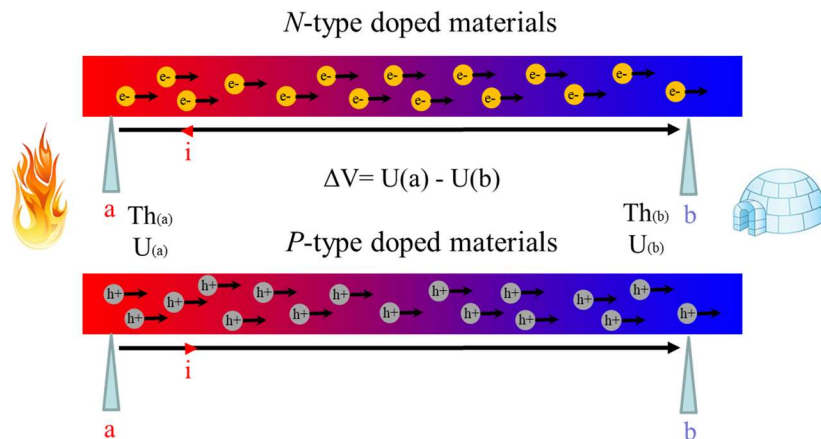 N-type doped materials
e- e- e- e- e- e- e- e- e- e- e- e- e- e- e-
i
ΔV= U(a) - U(b)
a
b
Th(a)
U(a)
Th(b)
U(b)
P-type doped materials
h+ h+ h+ h+ h+ h+ h+ h+ h+ h+ h+ h+ h+ h+ h+ h+ h+
i
a
b